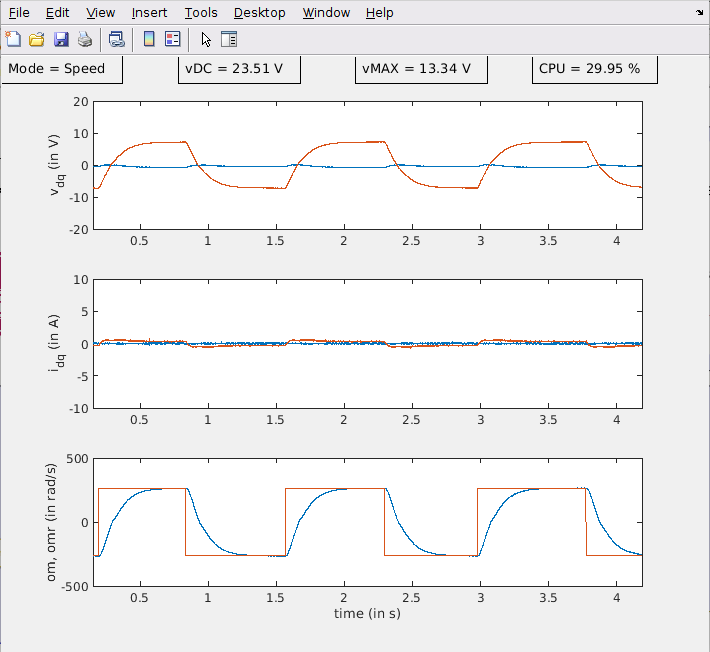 File Edit View Insert Tools Desktop Window Help
Mode = Speed vDC = 23.51 V vMAX = 13.34 V CPU = 29.95 %
20
10
0
-10
-20
v_dq (in V)
0.5 1 1.5 2 2.5 3 3.5 4
10
5
0
-5
-10
i_dq (in A)
0.5 1 1.5 2 2.5 3 3.5 4
500
0
-500
om, omr (in rad/s)
0.5 1 1.5 2 2.5 3 3.5 4
time (in s)